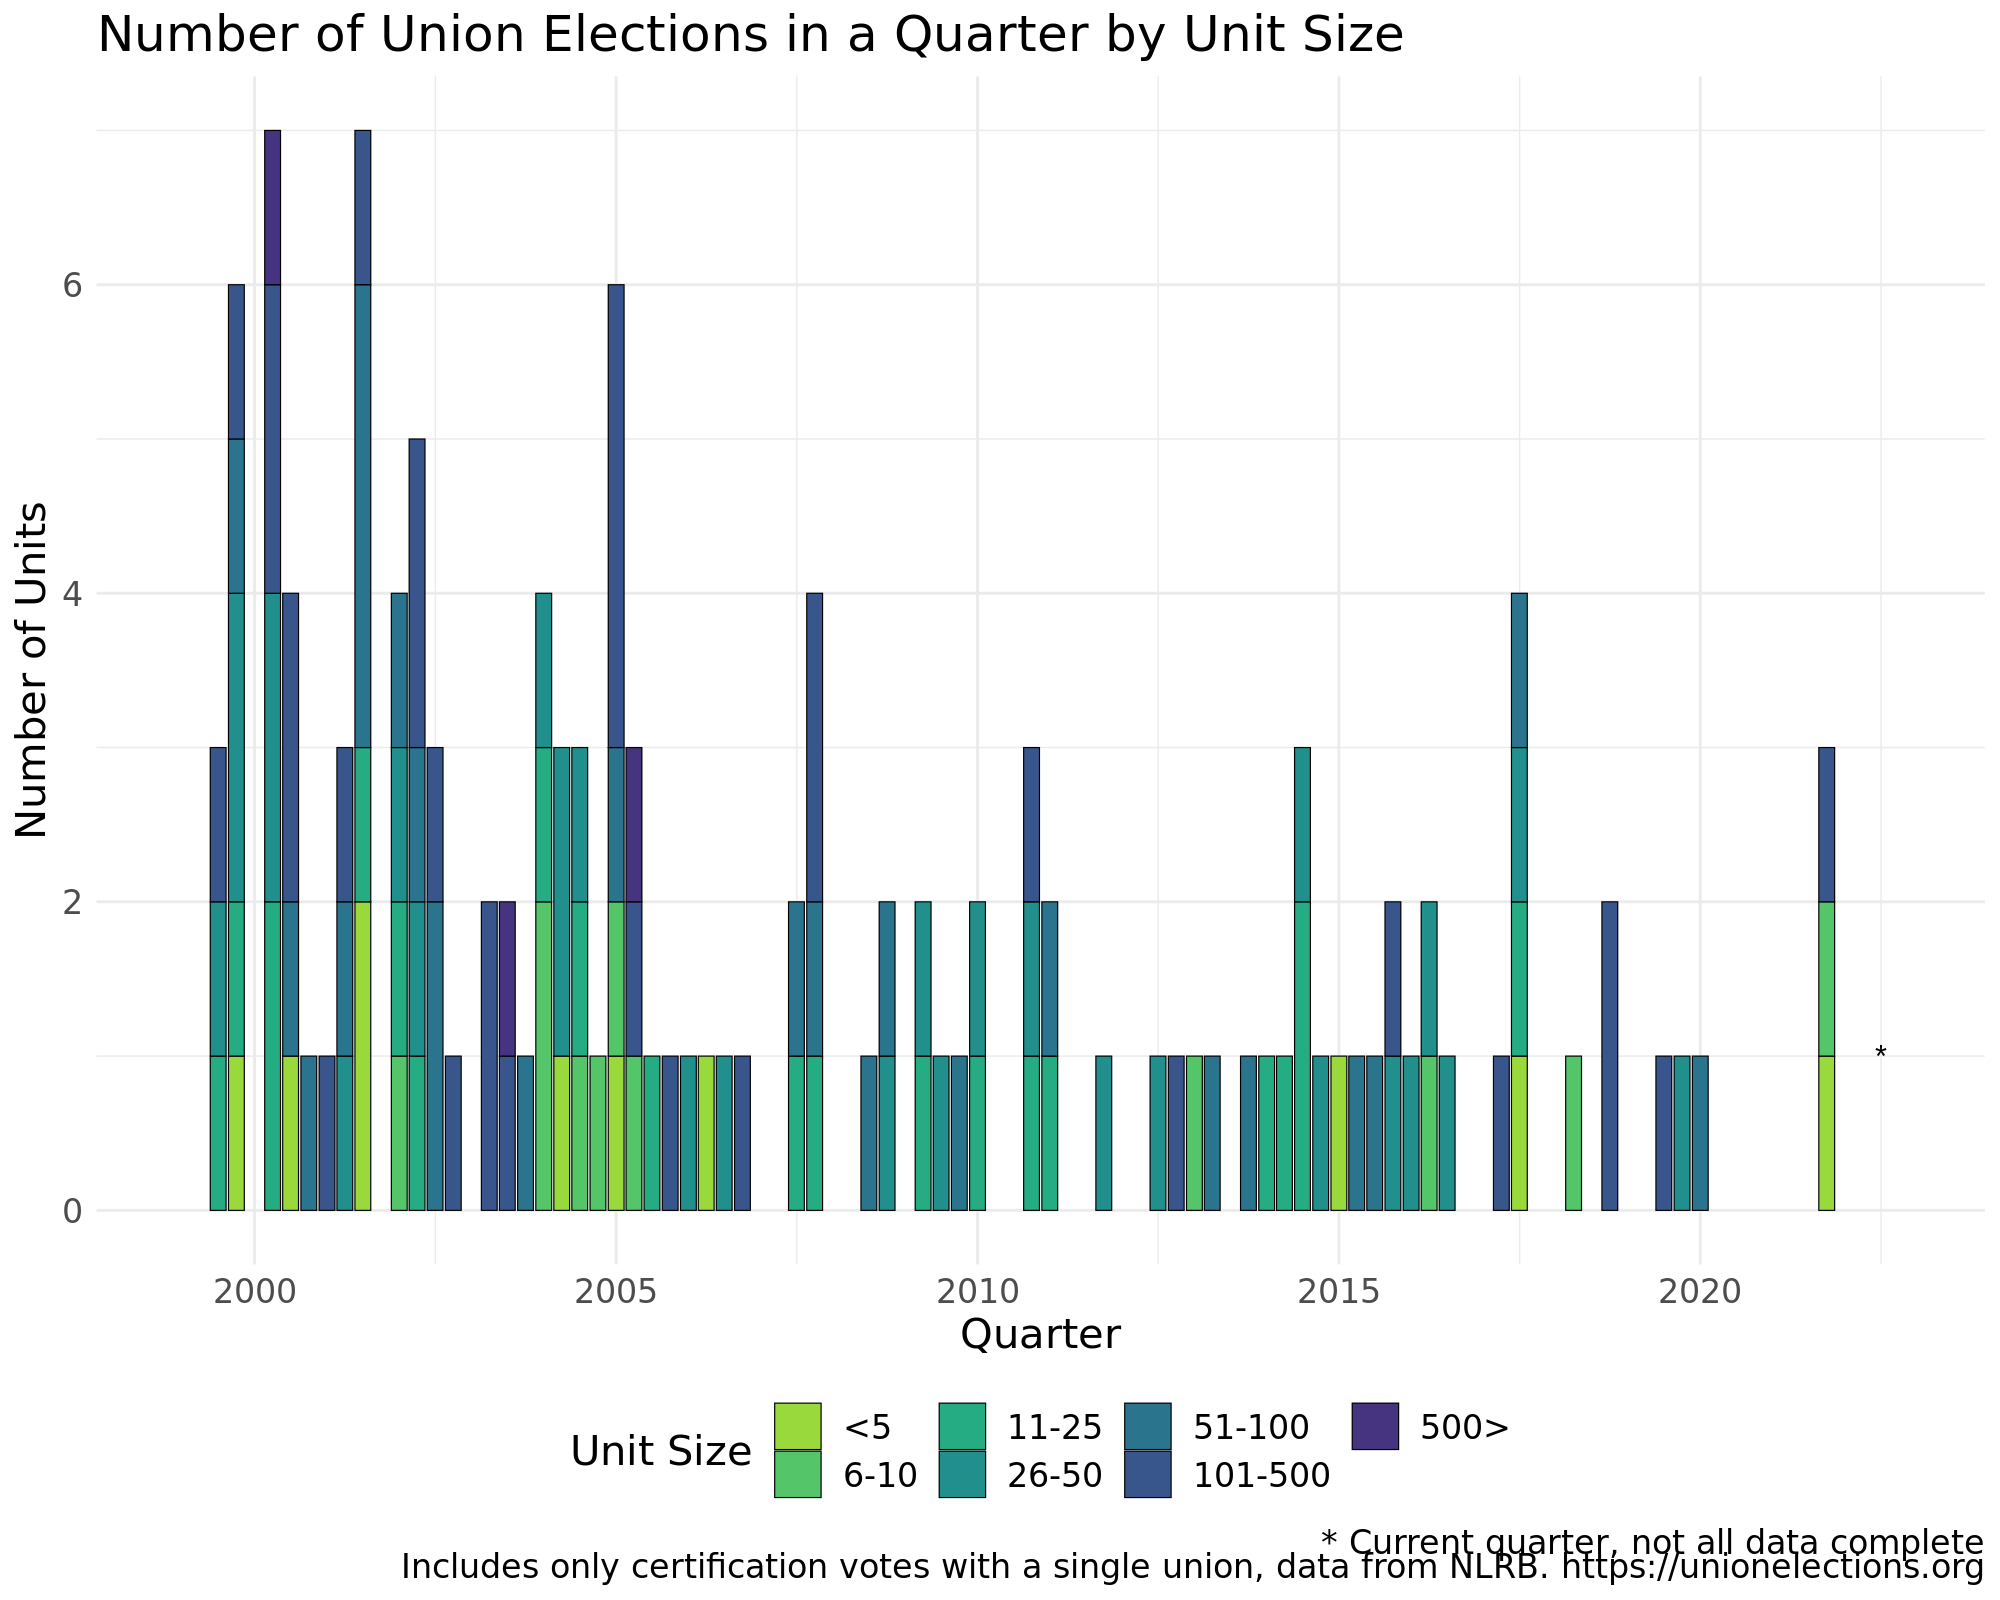 Number of Union Elections in a Quarter by Unit Size
Number of Units
6
4
2
0
*
2000 2005 2010 2015 2020
Quarter
Unit Size
<5 11-25 51-100 500>
6-10 26-50 101-500
* Current quarter, not all data complete
Includes only certification votes with a single union, data from NLRB. https://unionelections.org